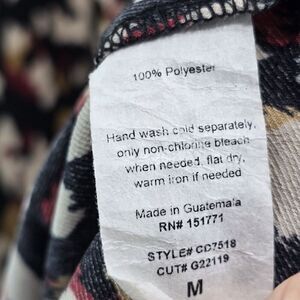 100% Polyester
Hand wash cold separately,
only non-chlorine bleach
when needed, flat dry,
warm iron if needed
Made in Guatemala
RN# 151771
STYLE# CD7518
CUT# G22119
M